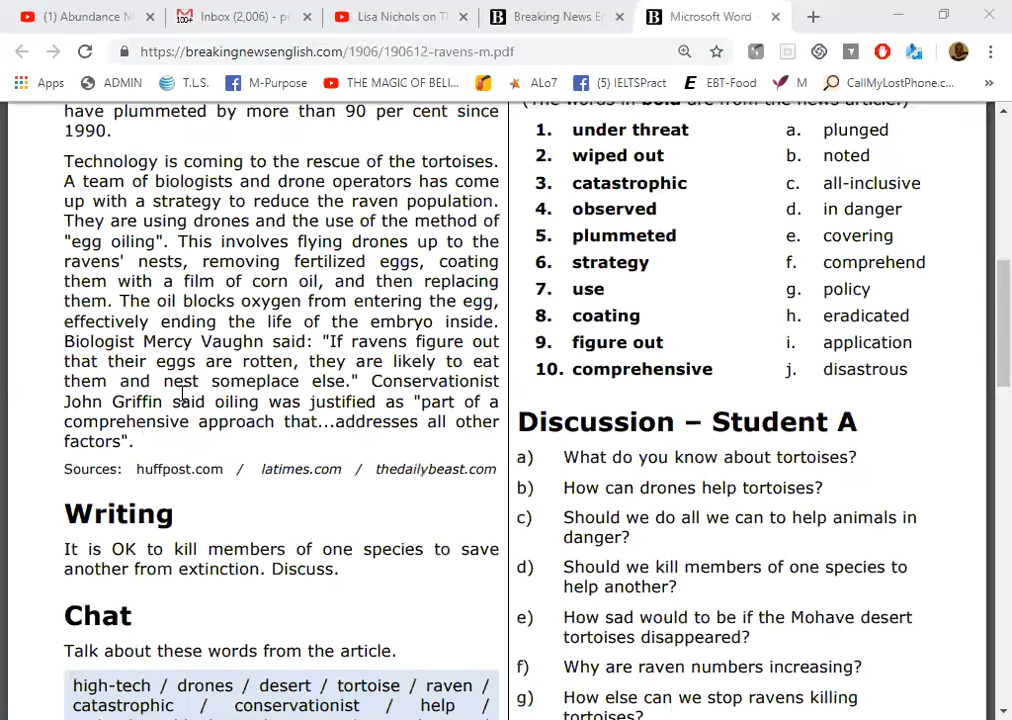 (1) Abundance M
100+
Inbox (2,006) - pe
Lisa Nichols on T
B Breaking News En
B Microsoft Word -
https://breakingnewsenglish.com/1906/190612-ravens-m.pdf
Apps
ADMIN
T.L.S.
M-Purpose
THE MAGIC OF BELI...
ALo7
(5) IELTSPract
EBT-Food
M
CallMyLostPhone.c...
»
have plummeted by more than 90 per cent since
1990.
Technology is coming to the rescue of the tortoises.
A team of biologists and drone operators has come
up with a strategy to reduce the raven population.
They are using drones and the use of the method of
"egg oiling". This involves flying drones up to the
ravens' nests, removing fertilized eggs, coating
them with a film of corn oil, and then replacing
them. The oil blocks oxygen from entering the egg,
effectively ending the life of the embryo inside.
Biologist Mercy Vaughn said: "If ravens figure out
that their eggs are rotten, they are likely to eat
them and nest someplace else." Conservationist
John Griffin said oiling was justified as "part of a
comprehensive approach that...addresses all other
factors".
Sources: huffpost.com / latimes.com / thedailybeast.com
Writing
It is OK to kill members of one species to save
another from extinction. Discuss.
Chat
Talk about these words from the article.
high-tech / drones / desert / tortoise / raven /
catastrophic / conservationist / help /
(The words in bold are from the news article.)
1. under threat a. plunged
2. wiped out b. noted
3. catastrophic c. all-inclusive
4. observed d. in danger
5. plummeted e. covering
6. strategy f. comprehend
7. use g. policy
8. coating h. eradicated
9. figure out i. application
10. comprehensive j. disastrous
Discussion – Student A
a) What do you know about tortoises?
b) How can drones help tortoises?
c) Should we do all we can to help animals in
danger?
d) Should we kill members of one species to
help another?
e) How sad would to be if the Mohave desert
tortoises disappeared?
f) Why are raven numbers increasing?
g) How else can we stop ravens killing
tortoises?